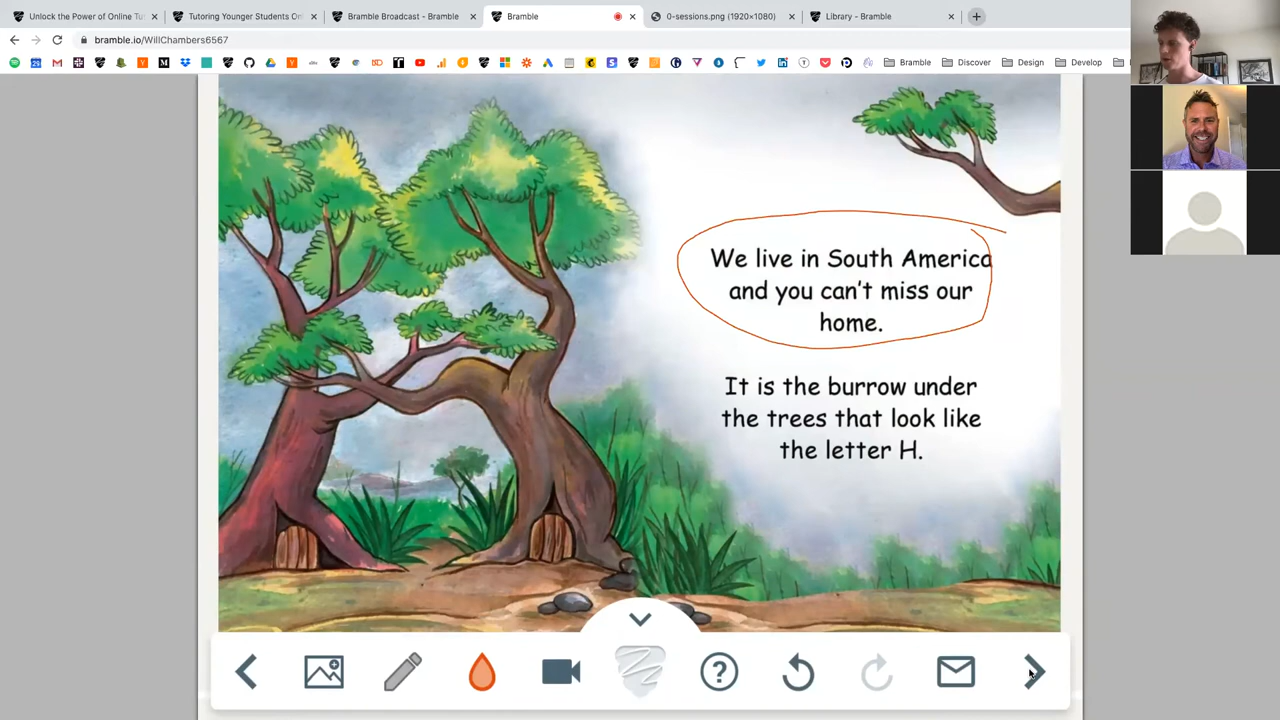 Unlock the Power of Online Tu
Tutoring Younger Students Onl
Bramble Broadcast - Bramble
Bramble
0-sessions.png (1920×1080)
Library - Bramble
bramble.io/WillChambers6567
Bramble
Discover
Design
Develop
We live in South America
and you can't miss our
home.
It is the burrow under
the trees that look like
the letter H.